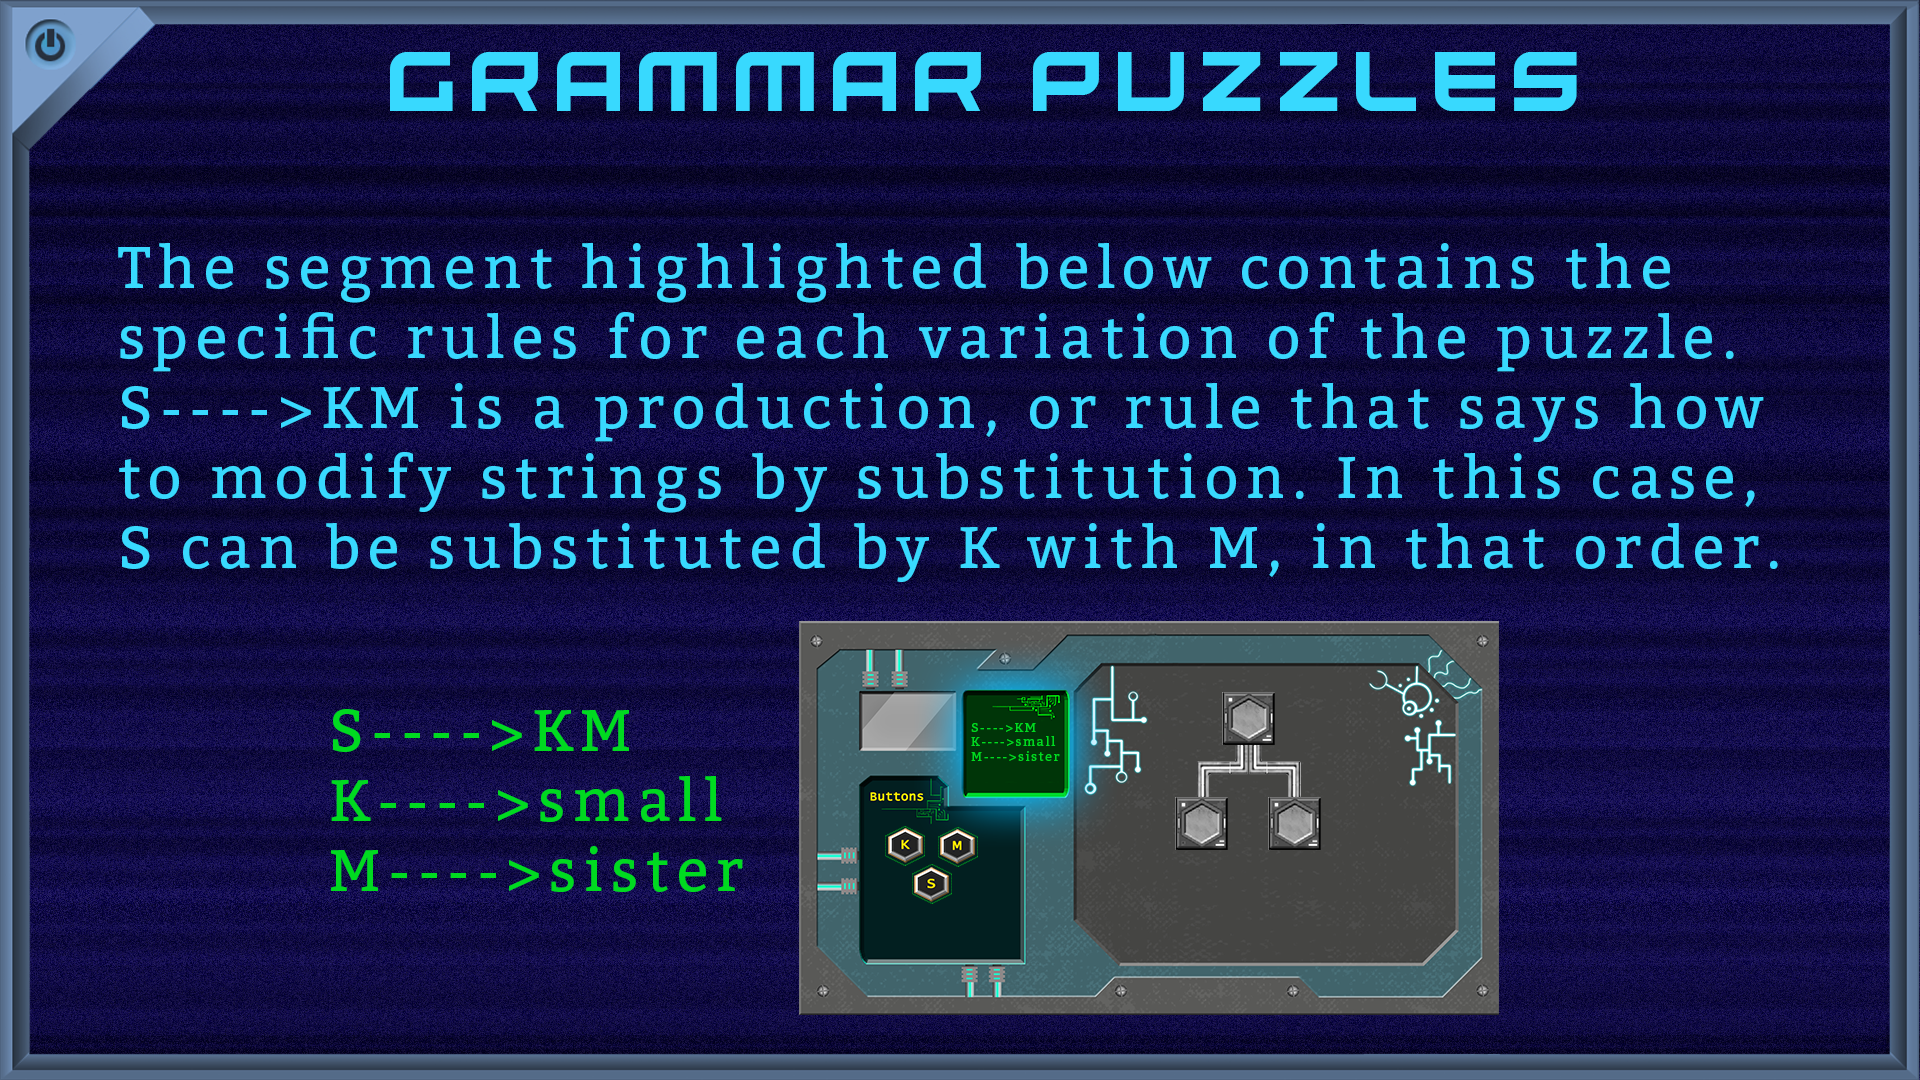 GRAMMAR PUZZLES
The segment highlighted below contains the
specific rules for each variation of the puzzle.
S---->KM is a production, or rule that says how
to modify strings by substitution. In this case,
S can be substituted by K with M, in that order.
S---->KM
K---->small
M---->sister
S---->KM
K---->small
M---->sister
Buttons
K M
S